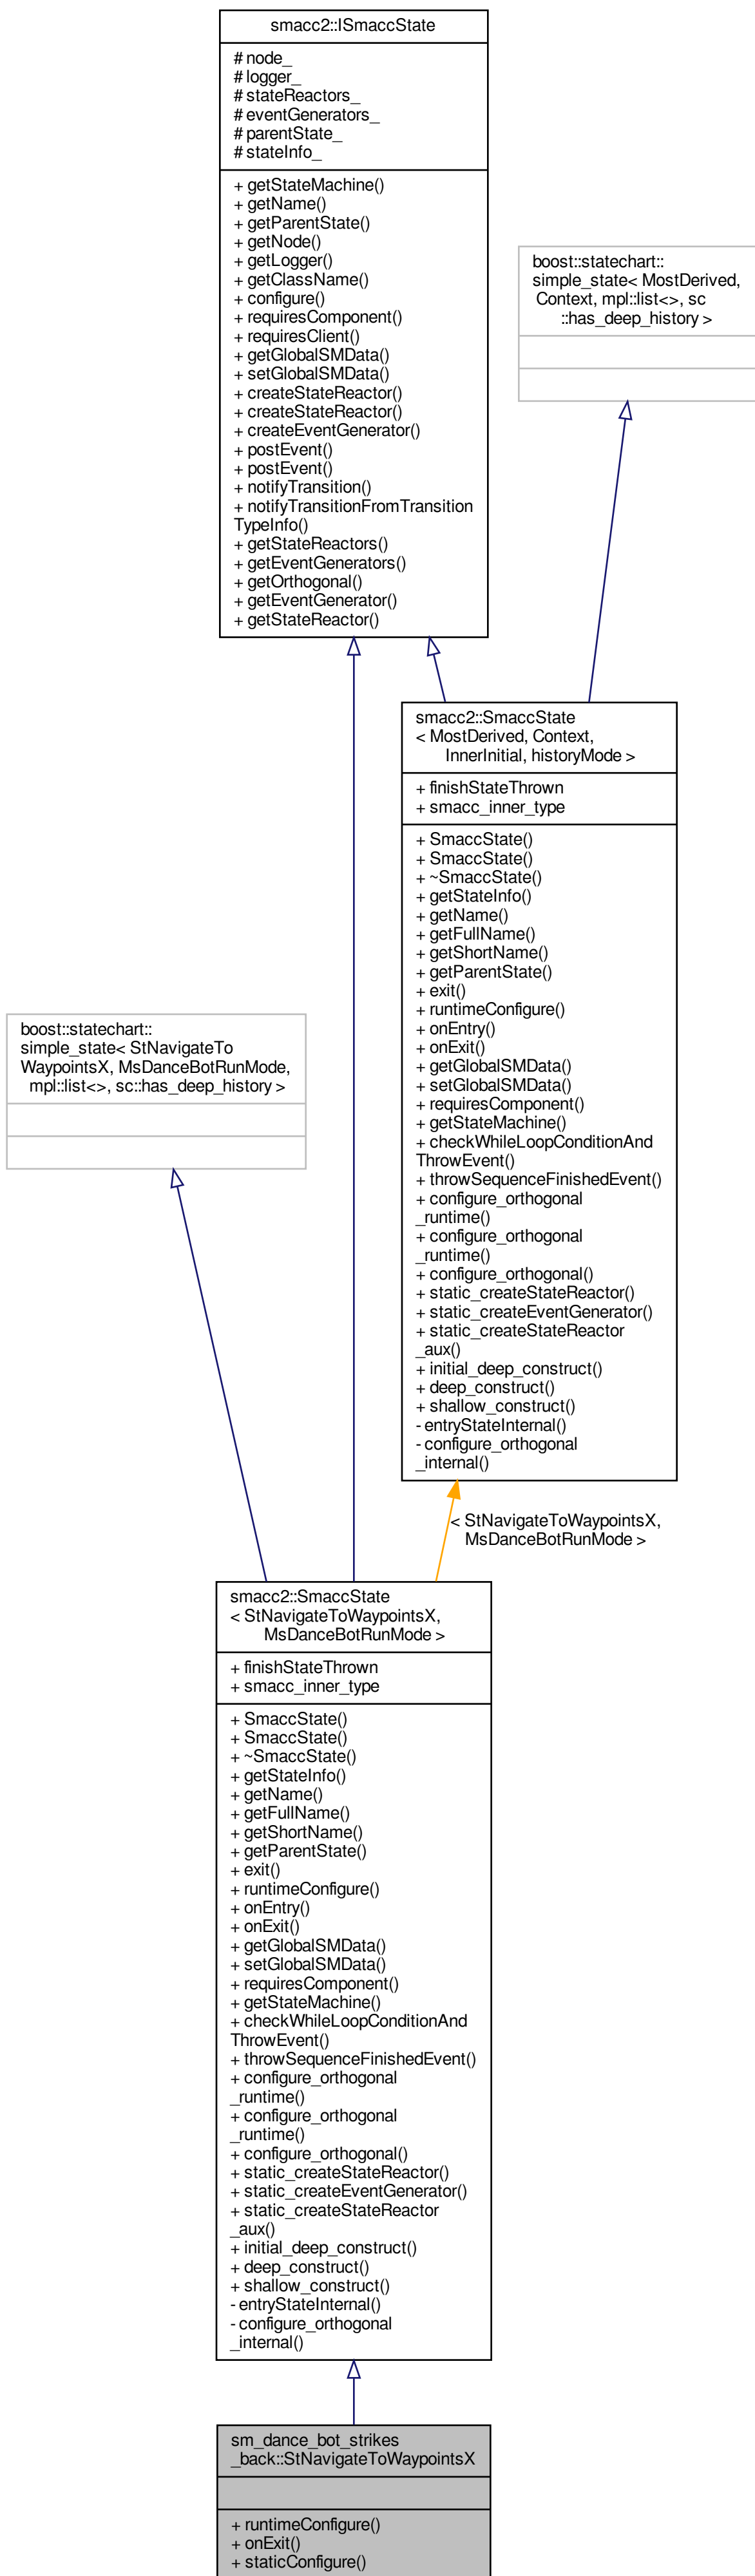 smacc2::ISmaccState
# node_
# logger_
# stateReactors_
# eventGenerators_
# parentState_
# stateInfo_
+ getStateMachine()
+ getName()
+ getParentState()
+ getNode()
+ getLogger()
+ getClassName()
+ configure()
+ requiresComponent()
+ requiresClient()
+ getGlobalSMData()
+ setGlobalSMData()
+ createStateReactor()
+ createStateReactor()
+ createEventGenerator()
+ postEvent()
+ postEvent()
+ notifyTransition()
+ notifyTransitionFromTransition
TypeInfo()
+ getStateReactors()
+ getEventGenerators()
+ getOrthogonal()
+ getEventGenerator()
+ getStateReactor()
boost::statechart::
simple_state< MostDerived,
Context, mpl::list<>, sc
::has_deep_history >
smacc2::SmaccState
< MostDerived, Context,
InnerInitial, historyMode >
+ finishStateThrown
+ smacc_inner_type
+ SmaccState()
+ SmaccState()
+ ~SmaccState()
+ getStateInfo()
+ getName()
+ getFullName()
+ getShortName()
+ getParentState()
+ exit()
+ runtimeConfigure()
+ onEntry()
+ onExit()
+ getGlobalSMData()
+ setGlobalSMData()
+ requiresComponent()
+ getStateMachine()
+ checkWhileLoopConditionAnd
ThrowEvent()
+ throwSequenceFinishedEvent()
+ configure_orthogonal
_runtime()
+ configure_orthogonal
_runtime()
+ configure_orthogonal()
+ static_createStateReactor()
+ static_createEventGenerator()
+ static_createStateReactor
_aux()
+ initial_deep_construct()
+ deep_construct()
+ shallow_construct()
- entryStateInternal()
- configure_orthogonal
_internal()
boost::statechart::
simple_state< StNavigateTo
WaypointsX, MsDanceBotRunMode,
mpl::list<>, sc::has_deep_history >
< StNavigateToWaypointsX,
MsDanceBotRunMode >
smacc2::SmaccState
< StNavigateToWaypointsX,
MsDanceBotRunMode >
+ finishStateThrown
+ smacc_inner_type
+ SmaccState()
+ SmaccState()
+ ~SmaccState()
+ getStateInfo()
+ getName()
+ getFullName()
+ getShortName()
+ getParentState()
+ exit()
+ runtimeConfigure()
+ onEntry()
+ onExit()
+ getGlobalSMData()
+ setGlobalSMData()
+ requiresComponent()
+ getStateMachine()
+ checkWhileLoopConditionAnd
ThrowEvent()
+ throwSequenceFinishedEvent()
+ configure_orthogonal
_runtime()
+ configure_orthogonal
_runtime()
+ configure_orthogonal()
+ static_createStateReactor()
+ static_createEventGenerator()
+ static_createStateReactor
_aux()
+ initial_deep_construct()
+ deep_construct()
+ shallow_construct()
- entryStateInternal()
- configure_orthogonal
_internal()
sm_dance_bot_strikes
_back::StNavigateToWaypointsX
+ runtimeConfigure()
+ onExit()
+ staticConfigure()